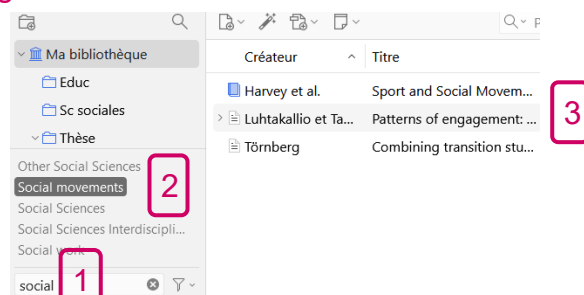 Ma bibliothèque
Educ
Sc sociales
Thèse
Other Social Sciences
Social movements
Social Sciences
Social Sciences Interdiscipli...
Social work
social
1
2
Créateur Titre
Harvey et al. Sport and Social Movem...
Luhtakallio et Ta... Patterns of engagement: ...
Törnberg Combining transition stu...
3